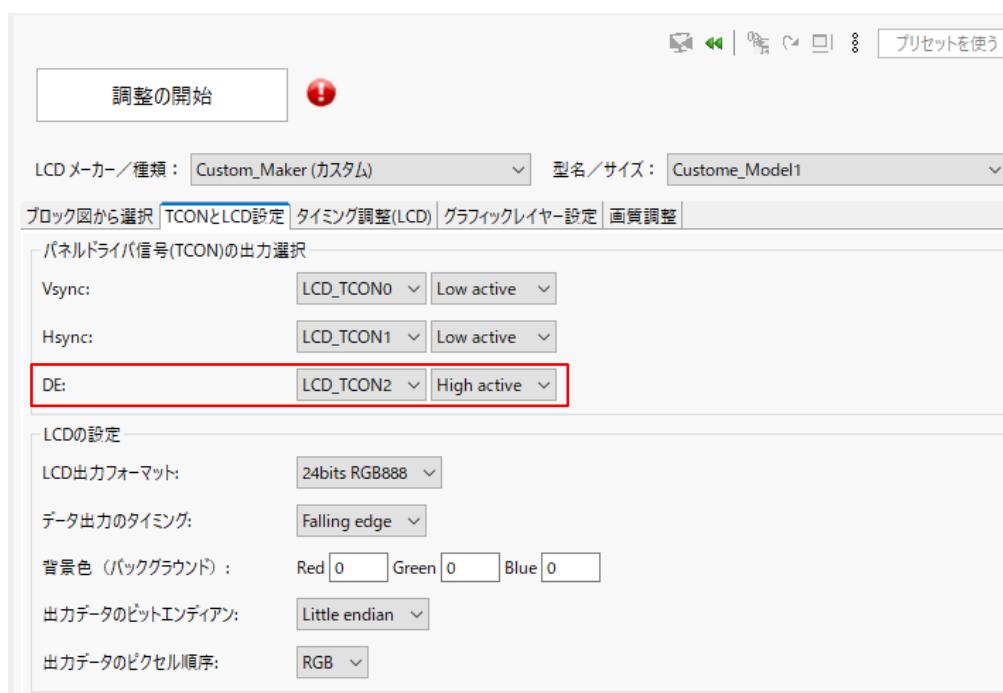 プリセットを使う
調整の開始
LCD メーカー／種類： Custom_Maker (カスタム) 型名／サイズ： Custome_Model1
ブロック図から選択 TCONとLCD設定 タイミング調整(LCD) グラフィックレイヤー設定 画質調整
パネルドライバ信号(TCON)の出力選択
Vsync: LCD_TCON0 Low active
Hsync: LCD_TCON1 Low active
DE: LCD_TCON2 High active
LCDの設定
LCD出力フォーマット: 24bits RGB888
データ出力のタイミング: Falling edge
背景色（バックグラウンド）: Red 0 Green 0 Blue 0
出力データのビットエンディアン: Little endian
出力データのピクセル順序: RGB